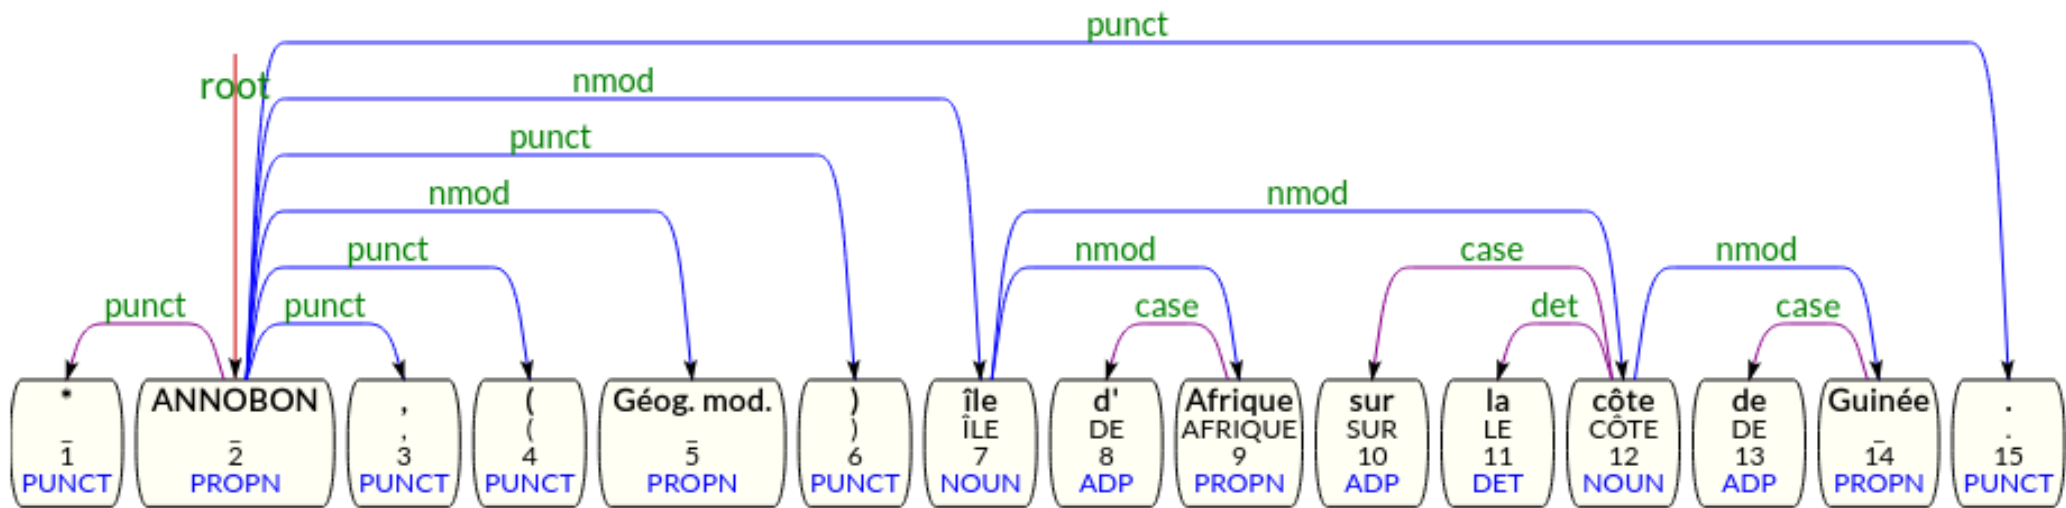 punct
root nmod
punct
nmod nmod
punct nmod case nmod
punct punct case det case
* ANNOBON , ( Géog. mod. ) île d' Afrique sur la côte de Guinée .
_ _ , ( _ ) ÎLE DE AFRIQUE SUR LE CÔTE DE _ .
1 2 3 4 5 6 7 8 9 10 11 12 13 14 15
PUNCT PROPN PUNCT PUNCT PROPN PUNCT NOUN ADP PROPN ADP DET NOUN ADP PROPN PUNCT